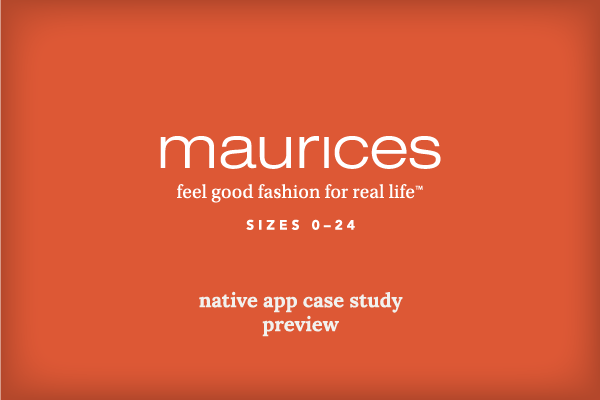 maurices
feel good fashion for real life™
SIZES 0–24
native app case study
preview